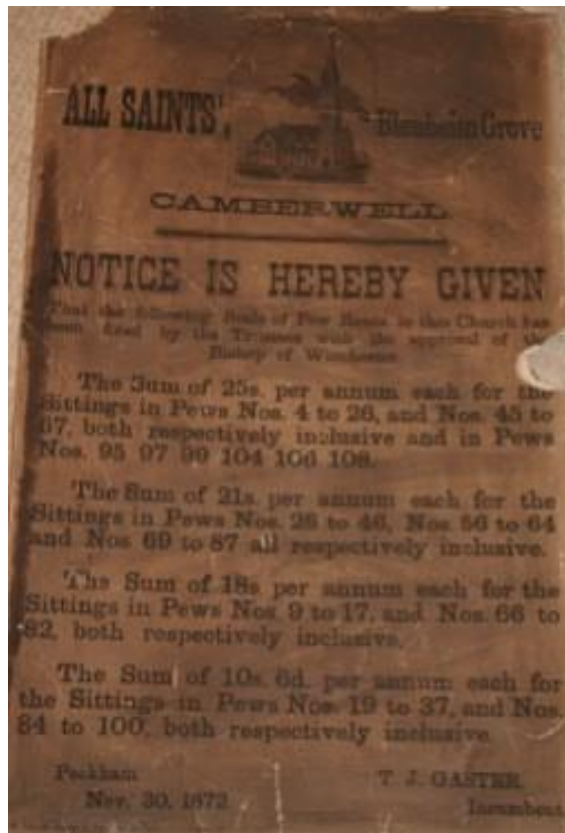 ALL SAINTS', Blenheim Grove
CAMBERWELL
NOTICE IS HEREBY GIVEN
That the following Scale of Pew Rents in this Church has
been fixed by the Trustees with the approval of the
Bishop of Winchester
The Sum of 25s. per annum each for the
Sittings in Pews Nos. 4 to 26, and Nos. 45 to
67, both respectively inclusive and in Pews
Nos. 95 97 99 104 106 108.
The Sum of 21s. per annum each for the
Sittings in Pews Nos. 28 to 46, Nos. 56 to 64
and Nos. 69 to 87 all respectively inclusive.
The Sum of 18s. per annum each for the
Sittings in Pews Nos. 9 to 17, and Nos. 66 to
82, both respectively inclusive.
The Sum of 10s. 6d. per annum each for
the Sittings in Pews Nos. 19 to 37, and Nos.
84 to 100, both respectively inclusive.
Peckham T. J. GASTER.
Nov. 30. 1872 Incumbent